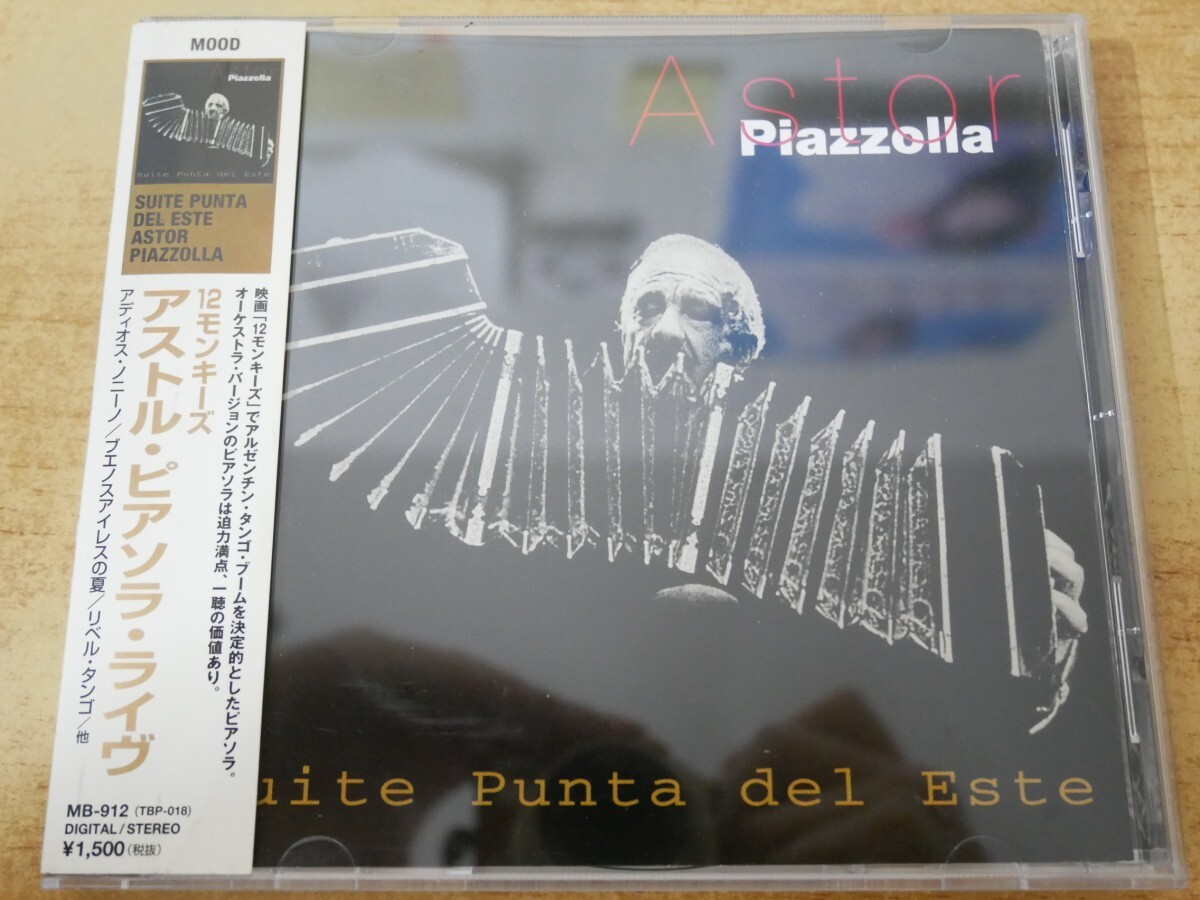 MOOD
Astor
Piazzolla
Suite Punta del Este
SUITE PUNTA
DEL ESTE
ASTOR
PIAZZOLLA
映画「12モンキーズ」でアルゼンチン・タンゴ・ブームを決定的としたピアソラ。
オーケストラ・バージョンのピアソラは迫力満点、一聴の価値あり。
12モンキーズ
アストル・ピアソラ・ライヴ
アディオス・ノニーノ/ブエノスアイレスの夏/リベル・タンゴ/他
MB-912 (TBP-018)
DIGITAL/STEREO
¥1,500(税抜)
Astor
Piazzolla
uite Punta del Este